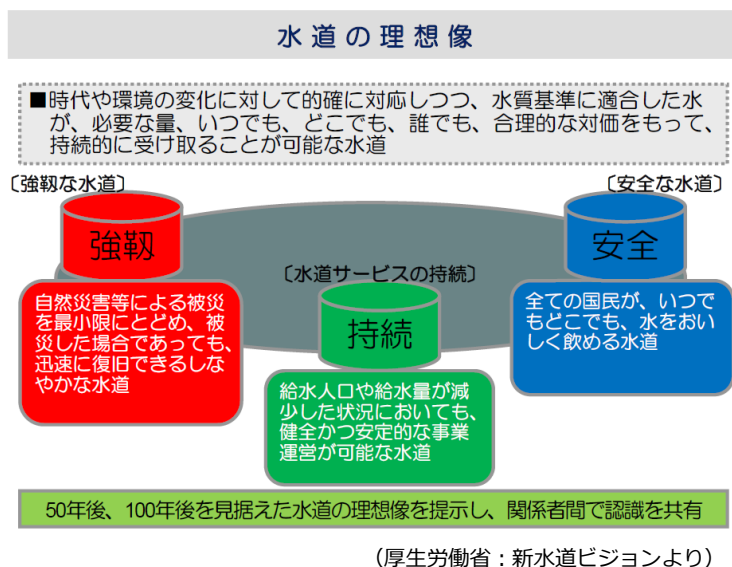 水道の理想像
■時代や環境の変化に対して的確に対応しつつ、水質基準に適合した水
が、必要な量、いつでも、どこでも、誰でも、合理的な対価をもって、
持続的に受け取ることが可能な水道
〔強靱な水道〕
〔安全な水道〕
強靱
安全
〔水道サービスの持続〕
持続
自然災害等による被災
を最小限にとどめ、被
災した場合であっても、
迅速に復旧できるしな
やかな水道
全ての国民が、いつで
もどこでも、水をおい
しく飲める水道
給水人口や給水量が減
少した状況においても、
健全かつ安定的な事業
運営が可能な水道
50年後、100年後を見据えた水道の理想像を提示し、関係者間で認識を共有
（厚生労働省：新水道ビジョンより）